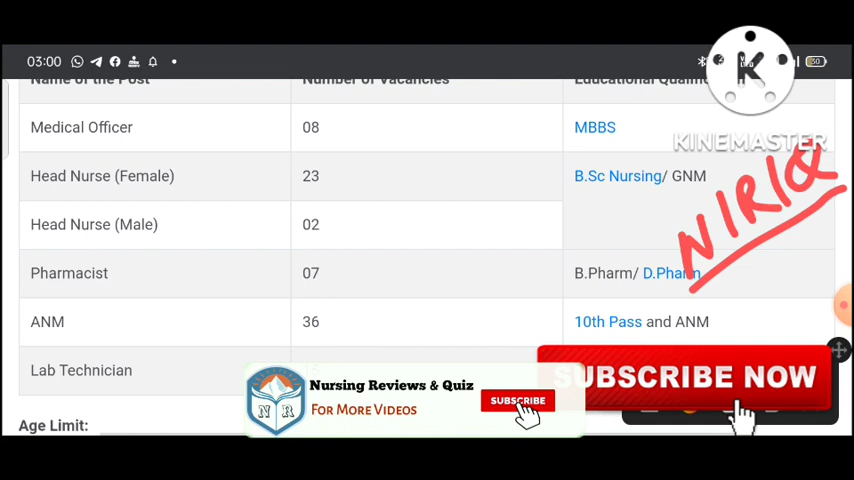 03:00
K
KINEMASTER
Name of the Post Number of Vacancies Educational
Medical Officer 08 MBBS
Head Nurse (Female) 23 B.Sc Nursing/ GNM
Head Nurse (Male) 02
NRIQ
Pharmacist 07 B.Pharm/ D.Pharm
ANM 36 10th Pass and ANM
Lab Technician
SUBSCRIBE NOW
Nursing Reviews & Quiz
FOR MORE VIDEOS
SUBSCRIBE
N R
Age Limit: